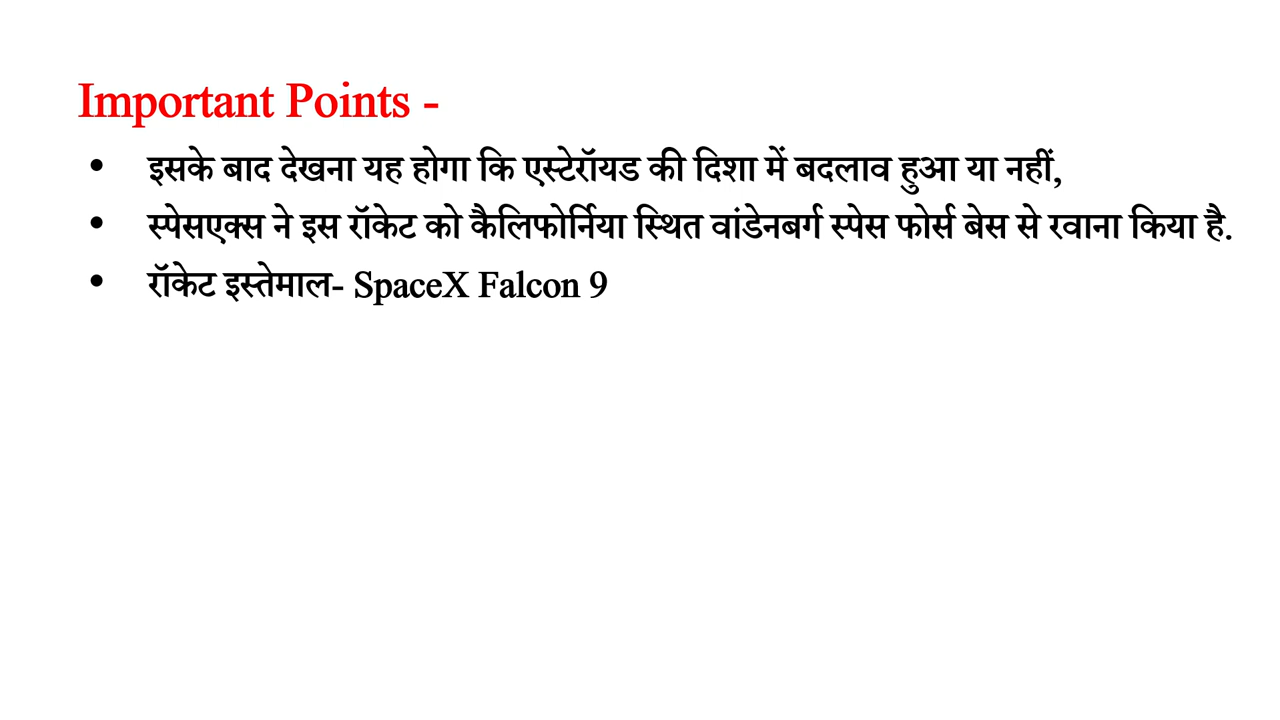 Important Points -
• इसके बाद देखना यह होगा कि एस्टेरॉयड की दिशा में बदलाव हुआ या नहीं,
• स्पेसएक्स ने इस रॉकेट को कैलिफोर्निया स्थित वांडेनबर्ग स्पेस फोर्स बेस से रवाना किया है.
• रॉकेट इस्तेमाल- SpaceX Falcon 9